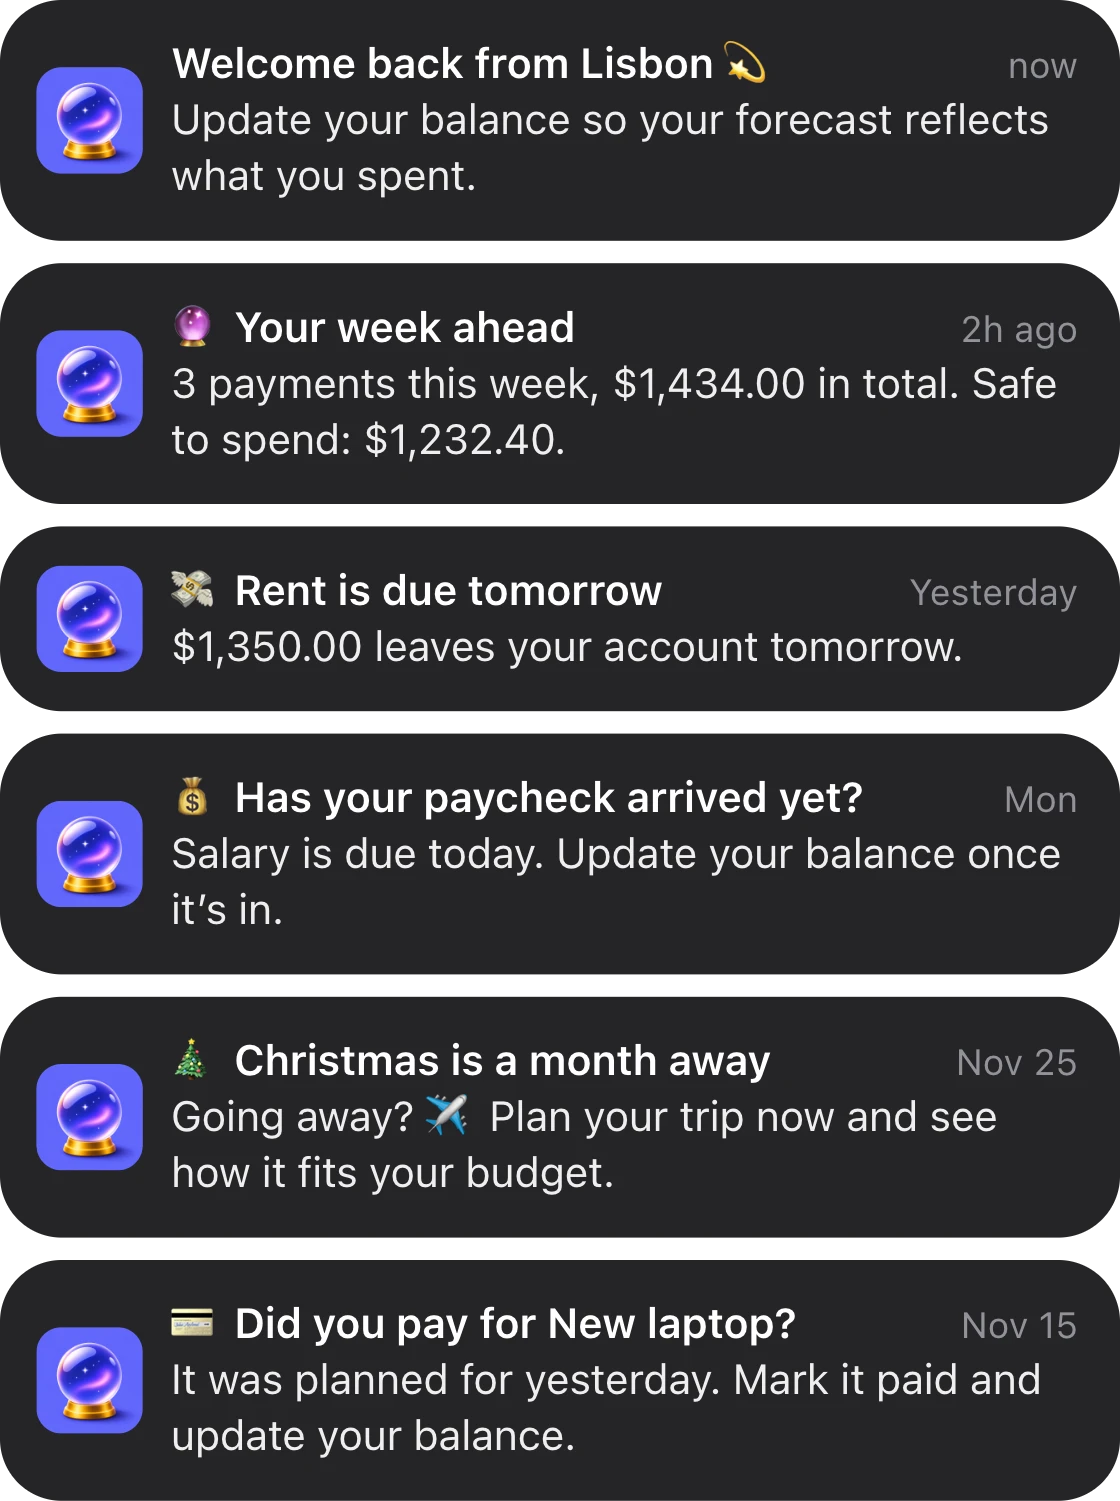 Welcome back from Lisbon 💫 now
Update your balance so your forecast reflects
what you spent.
🔮 Your week ahead 2h ago
3 payments this week, $1,434.00 in total. Safe
to spend: $1,232.40.
💸 Rent is due tomorrow Yesterday
$1,350.00 leaves your account tomorrow.
💰 Has your paycheck arrived yet? Mon
Salary is due today. Update your balance once
it’s in.
🎄 Christmas is a month away Nov 25
Going away? ✈️ Plan your trip now and see
how it fits your budget.
💳 Did you pay for New laptop? Nov 15
It was planned for yesterday. Mark it paid and
update your balance.